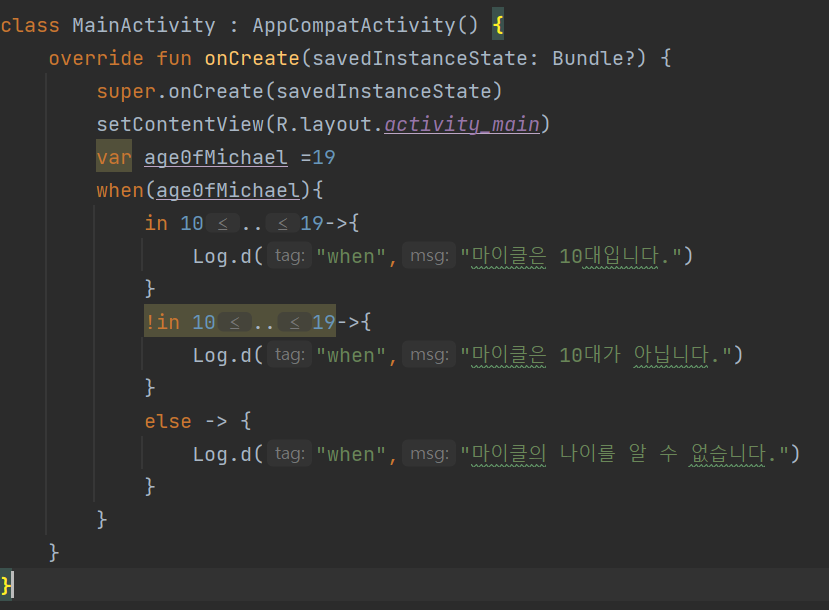 class MainActivity : AppCompatActivity() {
override fun onCreate(savedInstanceState: Bundle?) {
super.onCreate(savedInstanceState)
setContentView(R.layout.activity_main)
var age0fMichael =19
when(age0fMichael){
in 10 ≤ .. ≤ 19->{
Log.d( tag: "when", msg: "마이클은 10대입니다.")
}
!in 10 ≤ .. ≤ 19->{
Log.d( tag: "when", msg: "마이클은 10대가 아닙니다.")
}
else -> {
Log.d( tag: "when", msg: "마이클의 나이를 알 수 없습니다.")
}
}
}
}